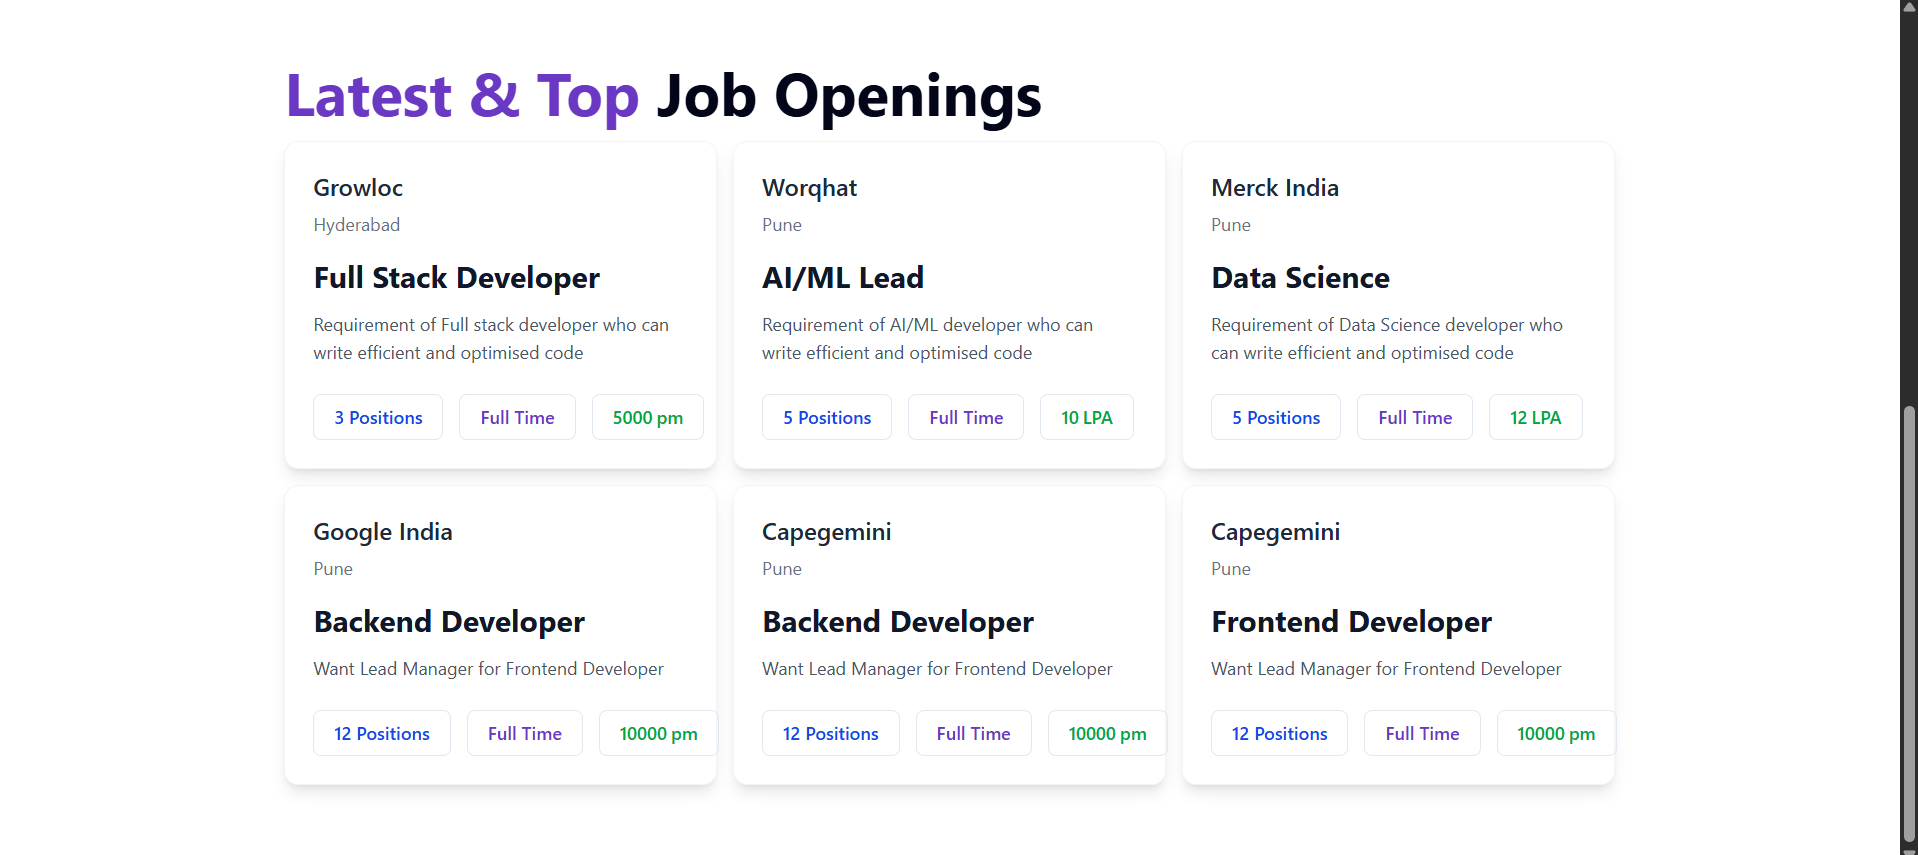 Latest & Top Job Openings
Growloc
Hyderabad
Full Stack Developer
Requirement of Full stack developer who can
write efficient and optimised code
3 Positions
Full Time
5000 pm
Worqhat
Pune
AI/ML Lead
Requirement of AI/ML developer who can
write efficient and optimised code
5 Positions
Full Time
10 LPA
Merck India
Pune
Data Science
Requirement of Data Science developer who
can write efficient and optimised code
5 Positions
Full Time
12 LPA
Google India
Pune
Backend Developer
Want Lead Manager for Frontend Developer
12 Positions
Full Time
10000 pm
Capegemini
Pune
Backend Developer
Want Lead Manager for Frontend Developer
12 Positions
Full Time
10000 pm
Capegemini
Pune
Frontend Developer
Want Lead Manager for Frontend Developer
12 Positions
Full Time
10000 pm